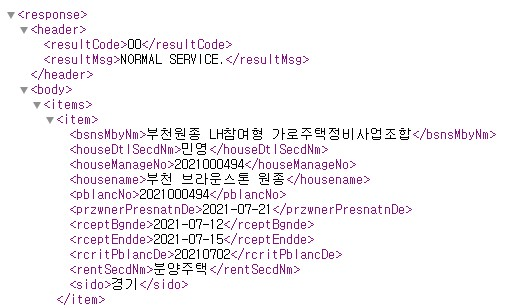 ▼<response>
▼<header>
<resultCode>00</resultCode>
<resultMsg>NORMAL SERVICE.</resultMsg>
</header>
▼<body>
▼<items>
▼<item>
<bsnsMbyNm>부천원종 LH참여형 가로주택정비사업조합</bsnsMbyNm>
<houseDtlSecdNm>민영</houseDtlSecdNm>
<houseManageNo>2021000494</houseManageNo>
<housename>부천 브라운스톤 원종</housename>
<pblancNo>2021000494</pblancNo>
<przwnerPresnatnDe>2021-07-21</przwnerPresnatnDe>
<rceptBgnde>2021-07-12</rceptBgnde>
<rceptEndde>2021-07-15</rceptEndde>
<rcritPblancDe>20210702</rcritPblancDe>
<rentSecdNm>분양주택</rentSecdNm>
<sido>경기</sido>
</item>